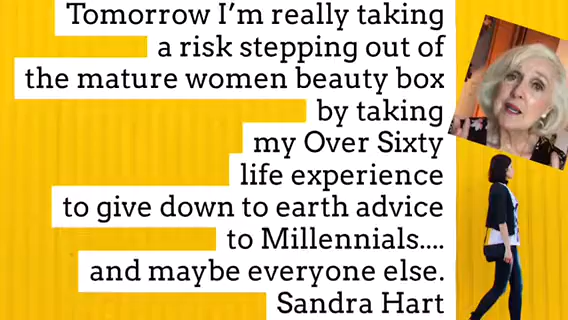 Tomorrow I’m really taking
a risk stepping out of
the mature women beauty box
by taking
my Over Sixty
life experience
to give down to earth advice
to Millennials....
and maybe everyone else.
Sandra Hart